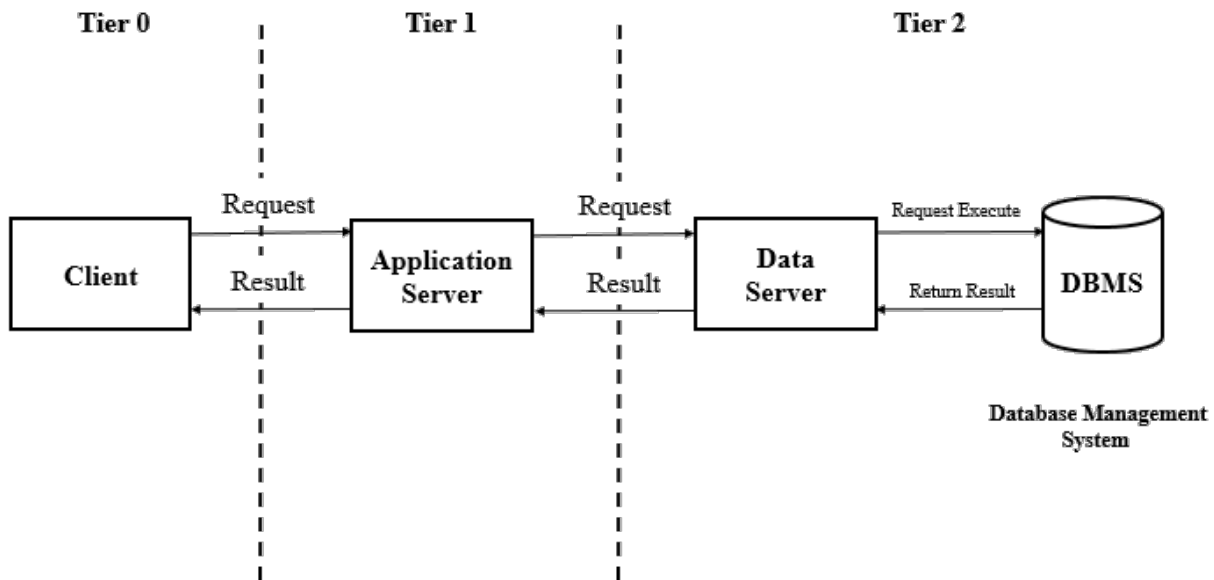 Tier 0
Tier 1
Tier 2
Request
Request
Request Execute
Client
Application
Server
Data
Server
DBMS
Result
Result
Return Result
Database Management
System